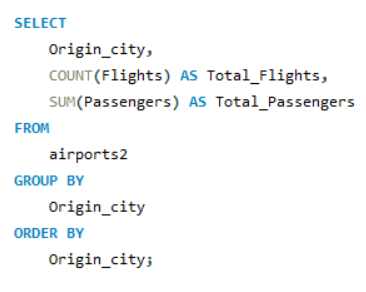 SELECT
    Origin_city,
    COUNT(Flights) AS Total_Flights,
    SUM(Passengers) AS Total_Passengers
FROM
    airports2
GROUP BY
    Origin_city
ORDER BY
    Origin_city;